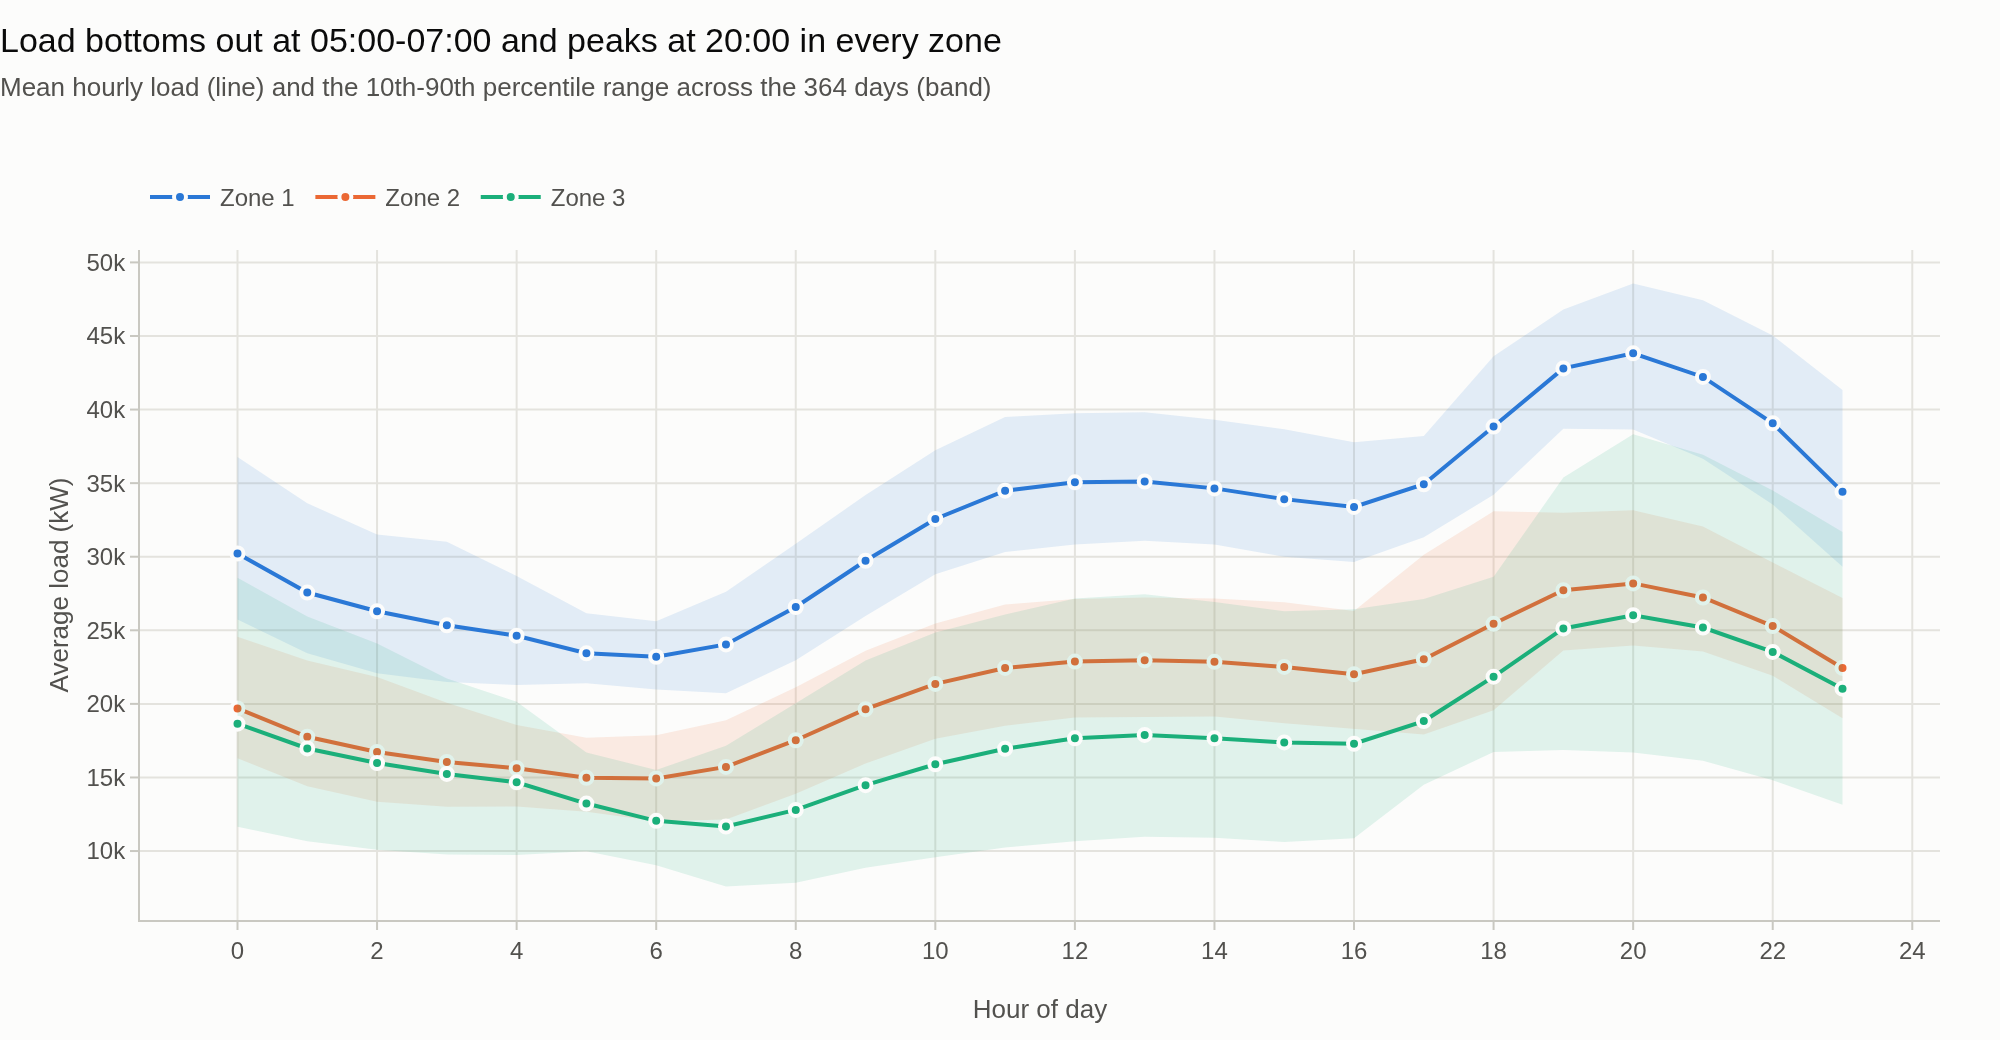 Load bottoms out at 05:00-07:00 and peaks at 20:00 in every zone
Mean hourly load (line) and the 10th-90th percentile range across the 364 days (band)
Zone 1 Zone 2 Zone 3
50k
45k
40k
35k
30k
25k
20k
15k
10k
Average load (kW)
0 2 4 6 8 10 12 14 16 18 20 22 24
Hour of day